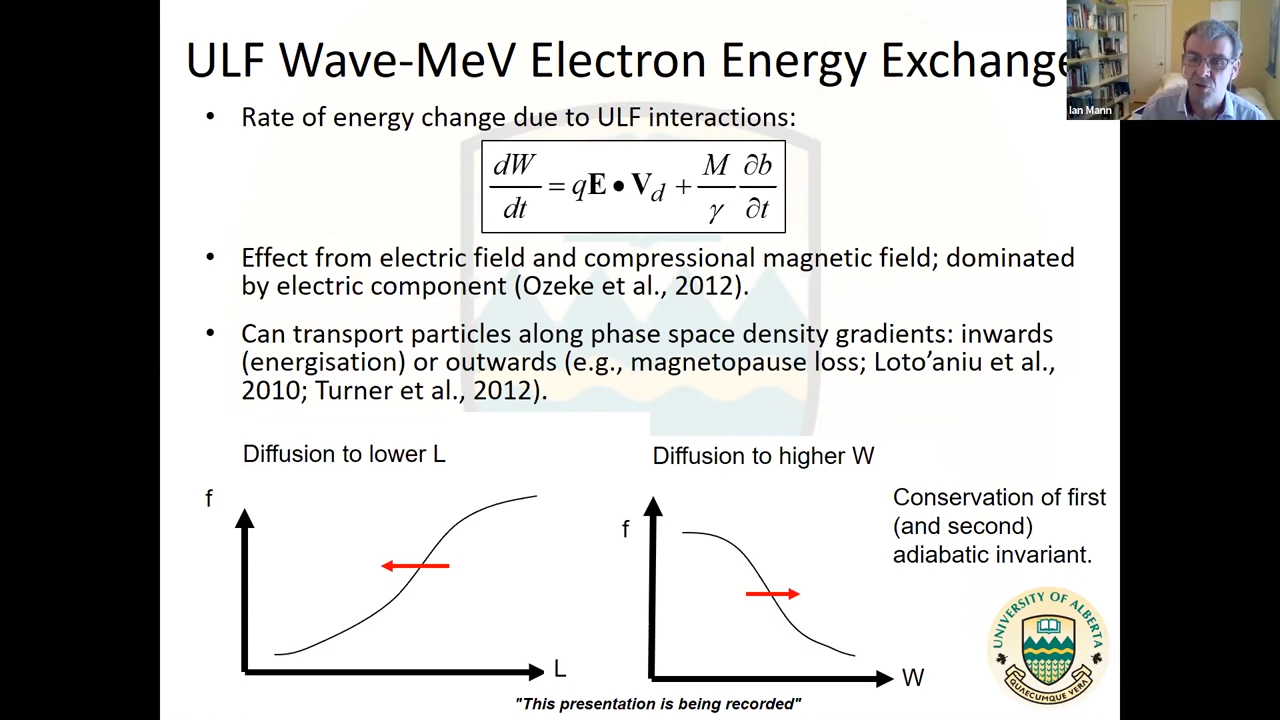 ULF Wave-MeV Electron Energy Exchange
Ian Mann
• Rate of energy change due to ULF interactions:
dW/dt = qE • V_d + M/γ ∂b/∂t
• Effect from electric field and compressional magnetic field; dominated
by electric component (Ozeke et al., 2012).
• Can transport particles along phase space density gradients: inwards
(energisation) or outwards (e.g., magnetopause loss; Loto’aniu et al.,
2010; Turner et al., 2012).
Diffusion to lower L
f
L
Diffusion to higher W
f
W
Conservation of first
(and second)
adiabatic invariant.
UNIVERSITY OF ALBERTA
QUAECUMQUE VERA
"This presentation is being recorded"